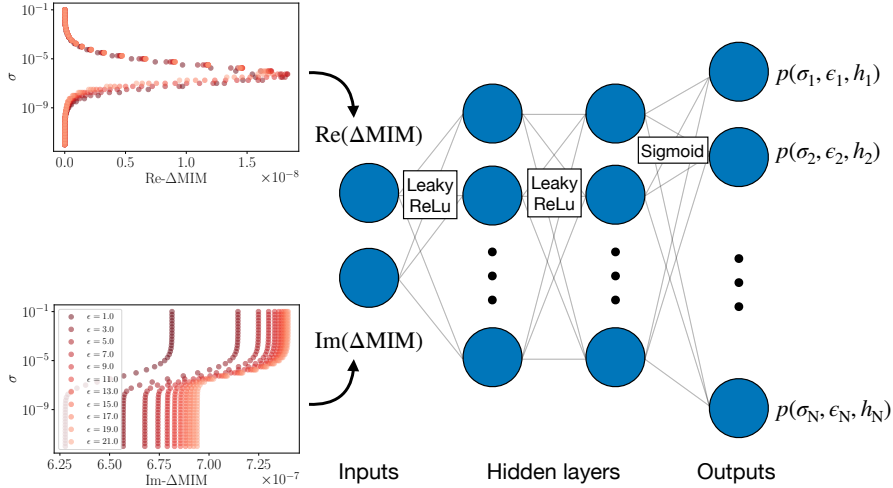 10⁻¹
10⁻⁵
10⁻⁹
σ
0.0
0.5
1.0
1.5
Re-ΔMIM
×10⁻⁸
Re(ΔMIM)
Leaky
ReLu
Leaky
ReLu
Sigmoid
p(σ₁, ϵ₁, h₁)
p(σ₂, ϵ₂, h₂)
10⁻¹
10⁻⁵
10⁻⁹
σ
ϵ = 1.0
ϵ = 3.0
ϵ = 5.0
ϵ = 7.0
ϵ = 9.0
ϵ = 11.0
ϵ = 13.0
ϵ = 15.0
ϵ = 17.0
ϵ = 19.0
ϵ = 21.0
6.25
6.50
6.75
7.00
7.25
Im-ΔMIM
×10⁻⁷
Im(ΔMIM)
p(σ_N, ϵ_N, h_N)
Inputs
Hidden layers
Outputs